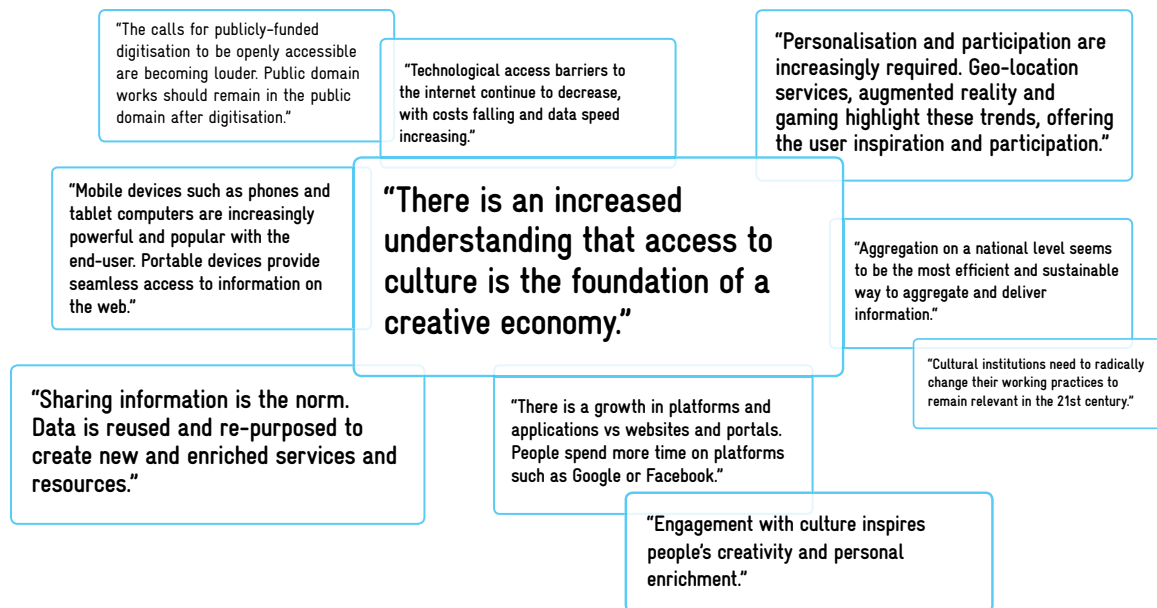 “The calls for publicly-funded
digitisation to be openly accessible
are becoming louder. Public domain
works should remain in the public
domain after digitisation.”
“Technological access barriers to
the internet continue to decrease,
with costs falling and data speed
increasing.”
“Personalisation and participation are
increasingly required. Geo-location
services, augmented reality and
gaming highlight these trends, offering
the user inspiration and participation.”
“Mobile devices such as phones and
tablet computers are increasingly
powerful and popular with the
end-user. Portable devices provide
seamless access to information on
the web.”
“There is an increased
understanding that access to
culture is the foundation of a
creative economy.”
“Aggregation on a national level seems
to be the most efficient and sustainable
way to aggregate and deliver
information.”
“Cultural institutions need to radically
change their working practices to
remain relevant in the 21st century.”
“Sharing information is the norm.
Data is reused and re-purposed to
create new and enriched services and
resources.”
“There is a growth in platforms and
applications vs websites and portals.
People spend more time on platforms
such as Google or Facebook.”
“Engagement with culture inspires
people’s creativity and personal
enrichment.”